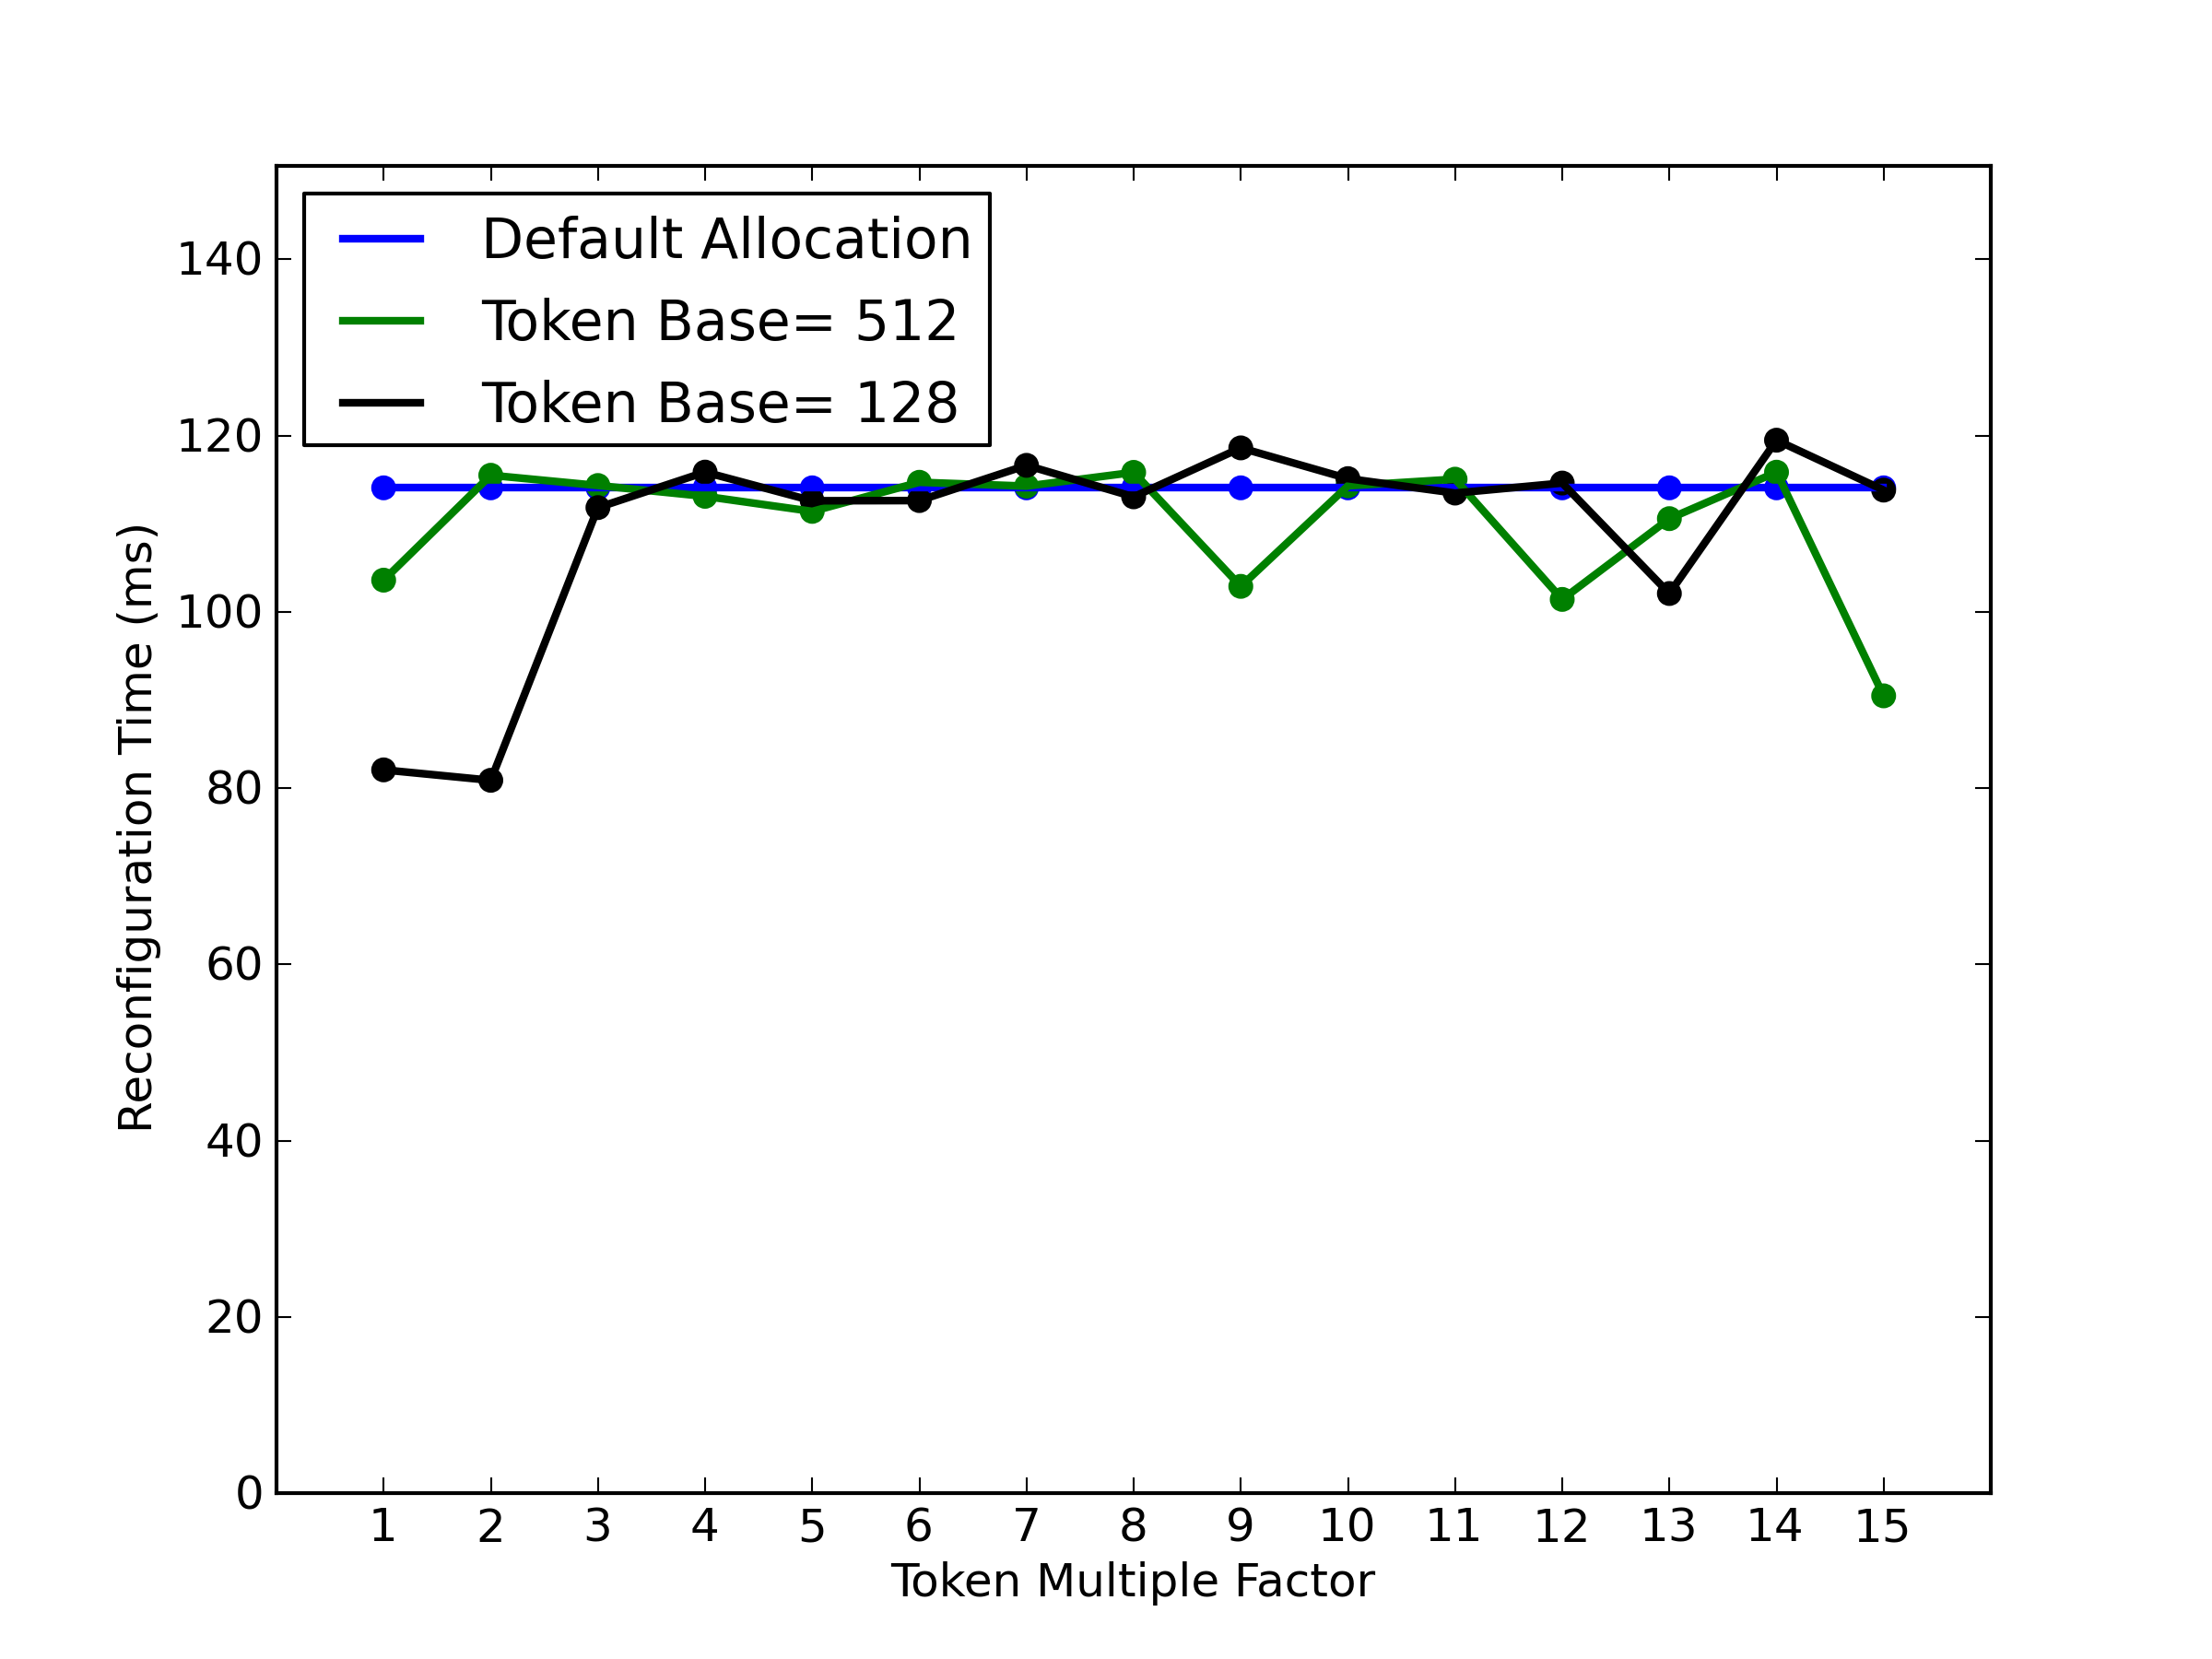 Default Allocation
Token Base= 512
Token Base= 128
Reconfiguration Time (ms)
140
120
100
80
60
40
20
0
1 2 3 4 5 6 7 8 9 10 11 12 13 14 15
Token Multiple Factor